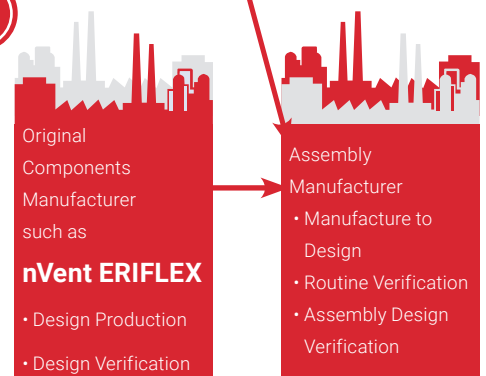 Original
Components
Manufacturer
such as
nVent ERIFLEX
• Design Production
• Design Verification
Assembly
Manufacturer
• Manufacture to
Design
• Routine Verification
• Assembly Design
Verification